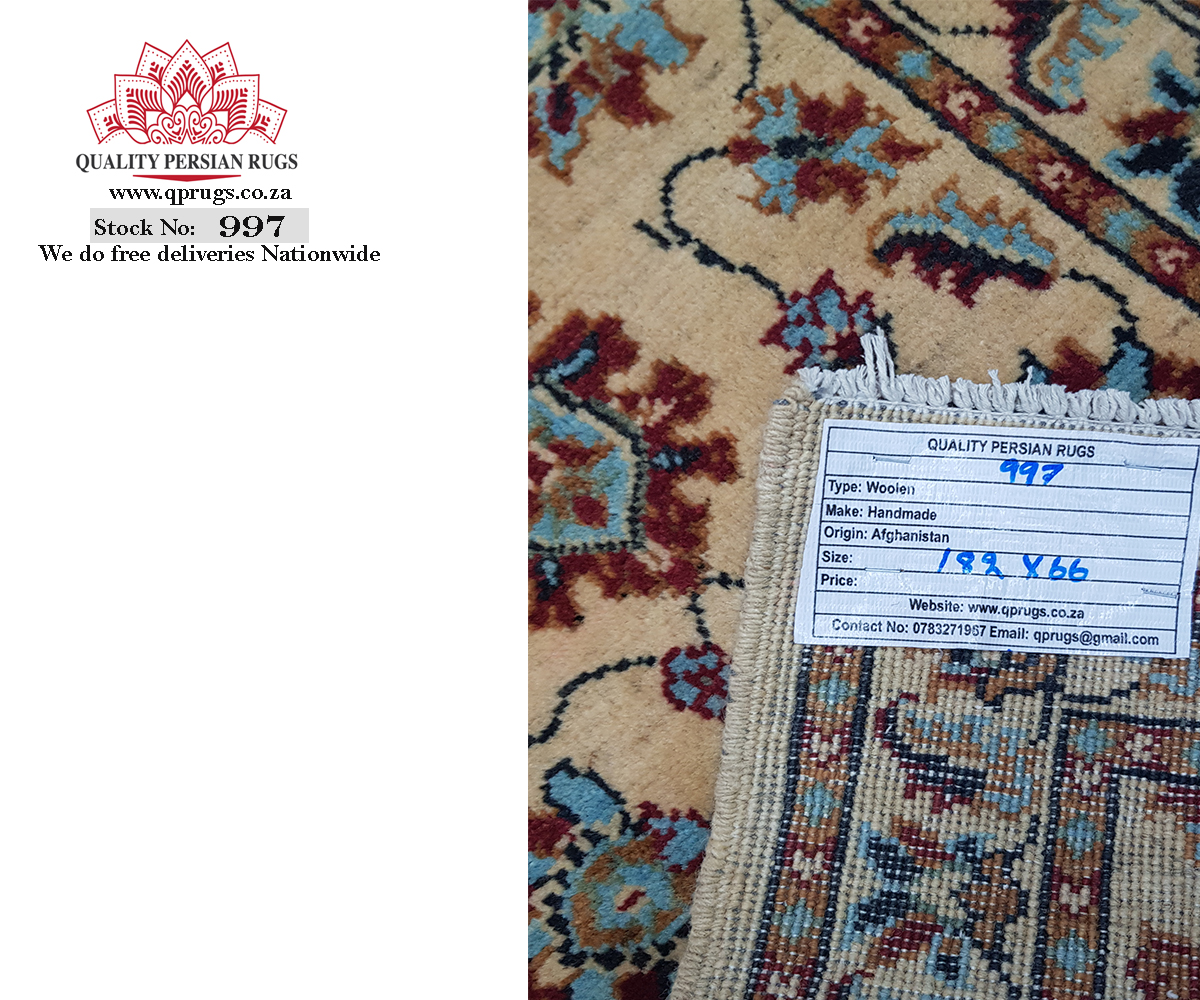 QUALITY PERSIAN RUGS
www.qprugs.co.za
Stock No: 997
We do free deliveries Nationwide
QUALITY PERSIAN RUGS
997
Type: Woolen
Make: Handmade
Origin: Afghanistan
Size: 182 X 66
Price:
Website: www.qprugs.co.za
Contact No: 0783271967 Email: qprugs@gmail.com